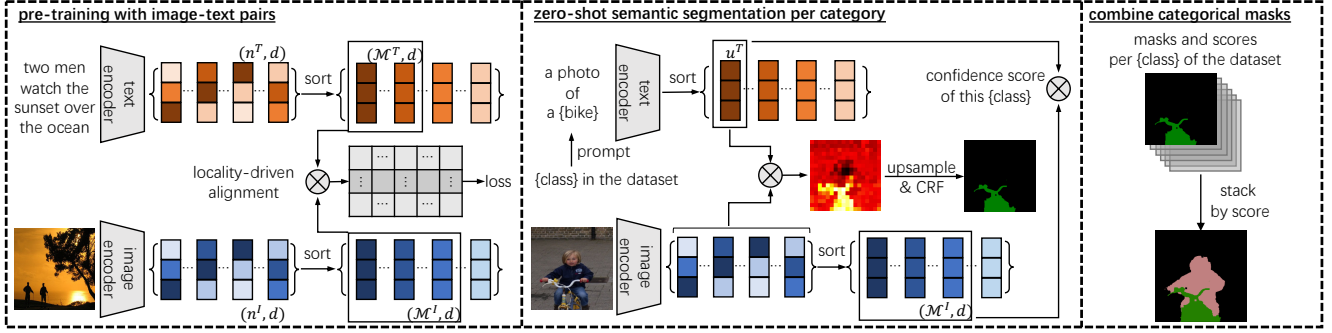 pre-training with image-text pairs
two men
watch the
sunset over
the ocean
text
encoder
(n^T, d)
sort
(M^T, d)
locality-driven
alignment
loss
image
encoder
(n^I, d)
sort
(M^I, d)
zero-shot semantic segmentation per category
a photo
of
a {bike}
prompt
{class} in the dataset
text
encoder
sort
u^T
confidence score
of this {class}
upsample
& CRF
image
encoder
sort
(M^I, d)
combine categorical masks
masks and scores
per {class} of the dataset
stack
by score